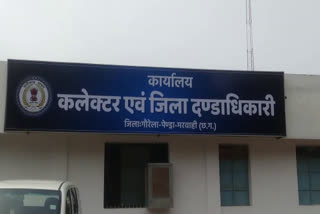 कार्यालय
कलेक्टर एवं जिला दण्डाधिकारी
जिला-गौरेला-पेन्ड्रा-मरवाही (छ.ग.)